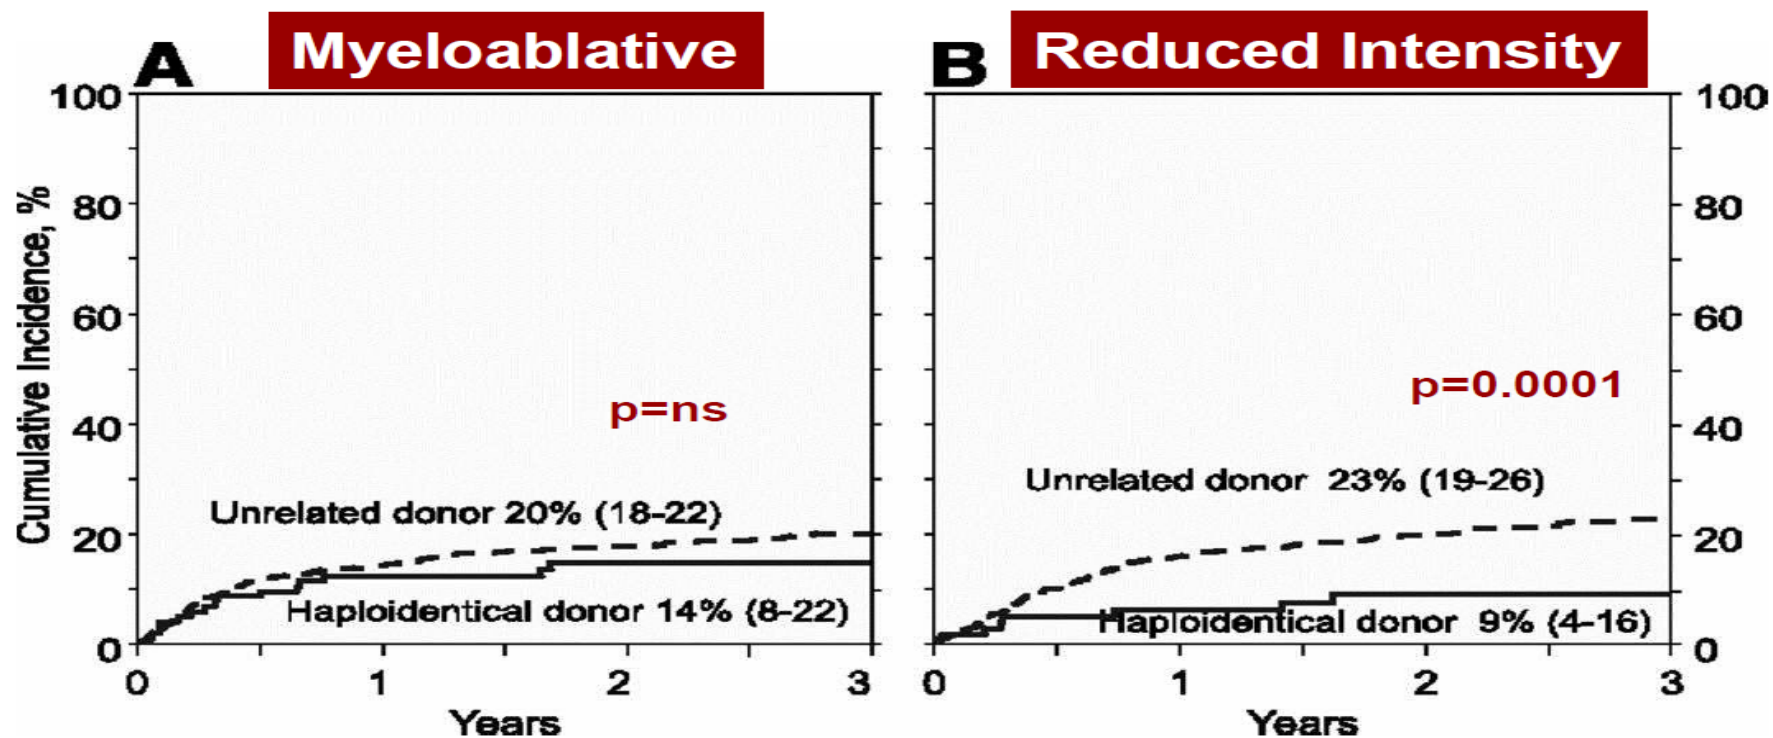 A Myeloablative
100
80
60
40
20
0
Cumulative Incidence, %
p=ns
Unrelated donor 20% (18-22)
Haploidentical donor 14% (8-22)
0 1 2 3
Years
B Reduced Intensity
100
80
60
40
20
0
p=0.0001
Unrelated donor 23% (19-26)
Haploidentical donor 9% (4-16)
0 1 2 3
Years